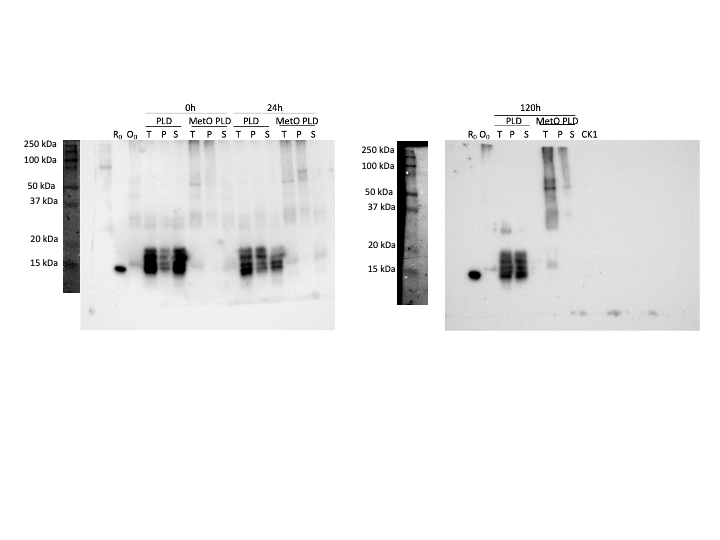 0h 24h
PLD MetO PLD PLD MetO PLD
R₀ O₀ T P S T P S T P S T P S
250 kDa
100 kDa
50 kDa
37 kDa
20 kDa
15 kDa
120h
PLD MetO PLD
R₀ O₀ T P S T P S CK1
250 kDa
100 kDa
50 kDa
37 kDa
20 kDa
15 kDa